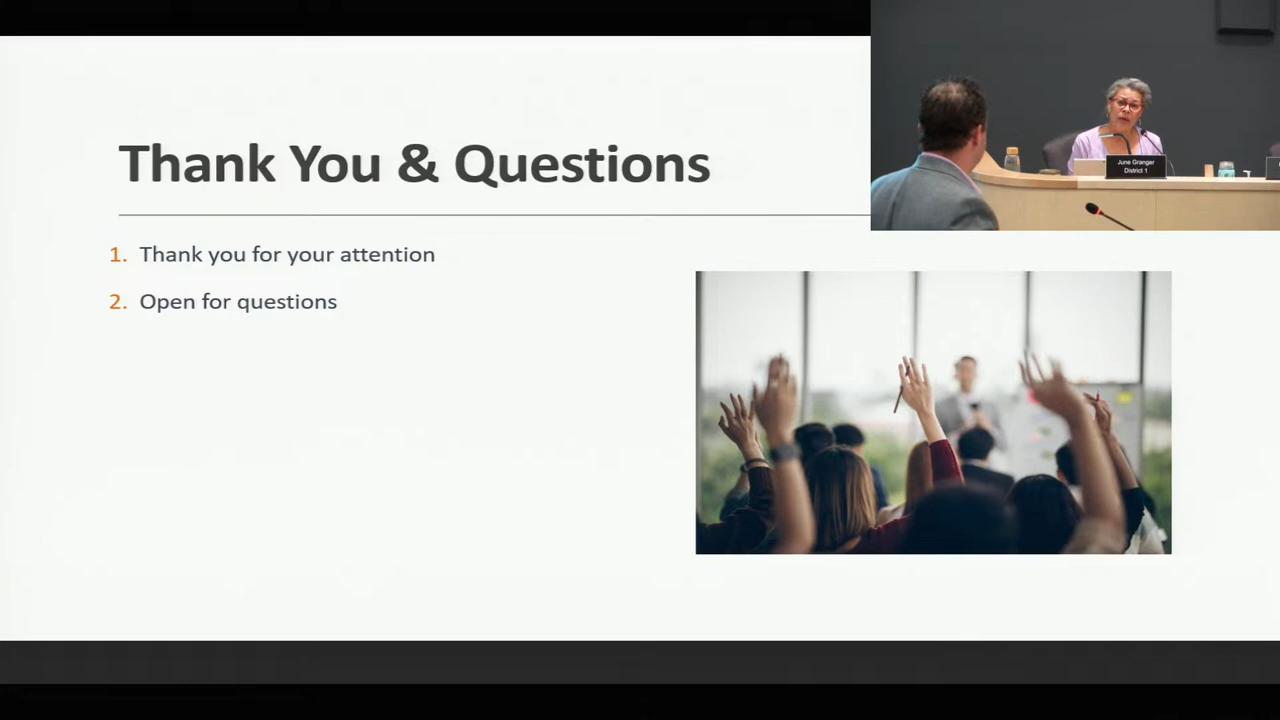 Thank You & Questions
1. Thank you for your attention
2. Open for questions
June Granger
District 1